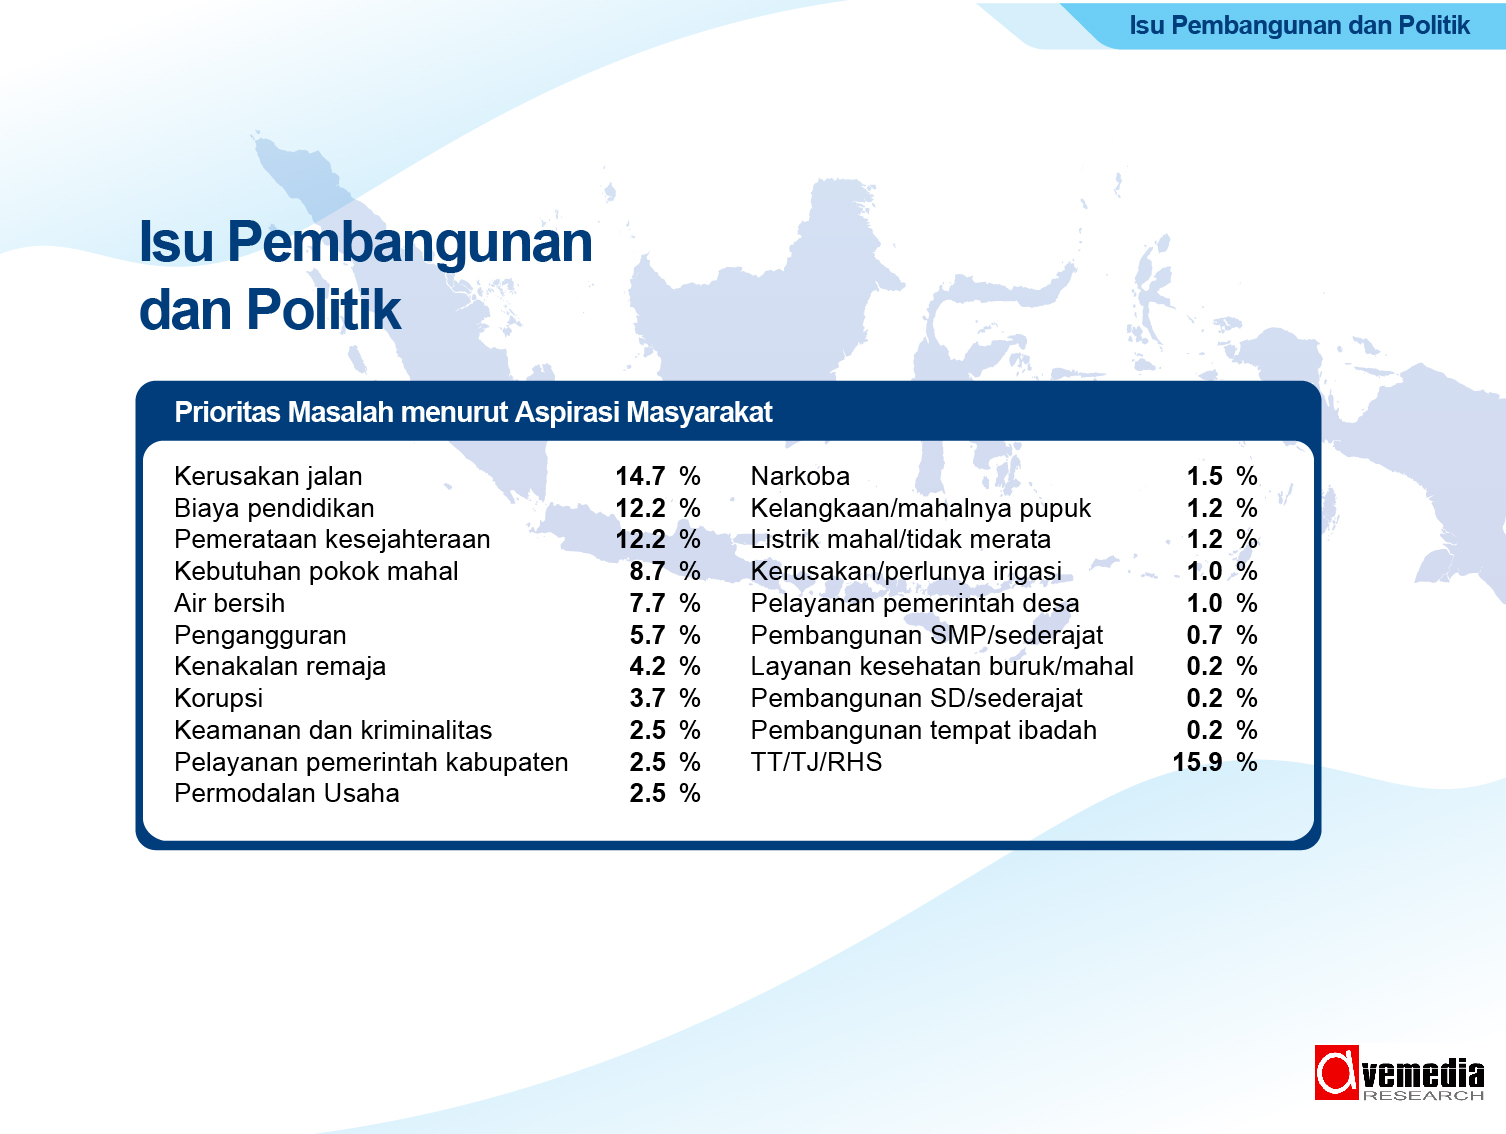 Isu Pembangunan dan Politik
Isu Pembangunan
dan Politik
Prioritas Masalah menurut Aspirasi Masyarakat
Kerusakan jalan 14.7 %
Biaya pendidikan 12.2 %
Pemerataan kesejahteraan 12.2 %
Kebutuhan pokok mahal 8.7 %
Air bersih 7.7 %
Pengangguran 5.7 %
Kenakalan remaja 4.2 %
Korupsi 3.7 %
Keamanan dan kriminalitas 2.5 %
Pelayanan pemerintah kabupaten 2.5 %
Permodalan Usaha 2.5 %
Narkoba 1.5 %
Kelangkaan/mahalnya pupuk 1.2 %
Listrik mahal/tidak merata 1.2 %
Kerusakan/perlunya irigasi 1.0 %
Pelayanan pemerintah desa 1.0 %
Pembangunan SMP/sederajat 0.7 %
Layanan kesehatan buruk/mahal 0.2 %
Pembangunan SD/sederajat 0.2 %
Pembangunan tempat ibadah 0.2 %
TT/TJ/RHS 15.9 %
avemedia
RESEARCH